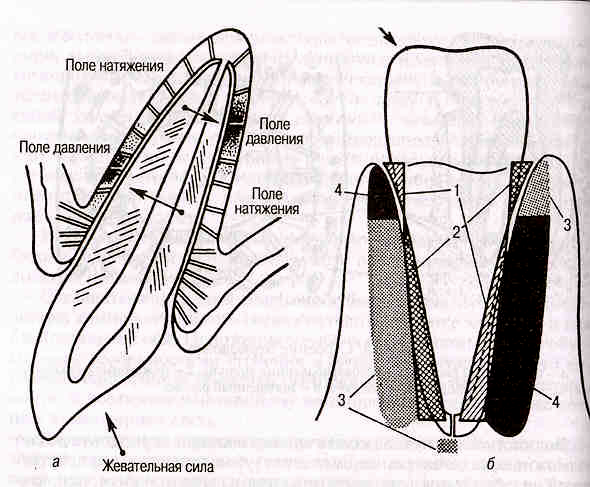 Поле натяжения
Поле давления
Поле
давления
Поле
натяжения
Жевательная сила
а
4
1
2
3
3
4
б